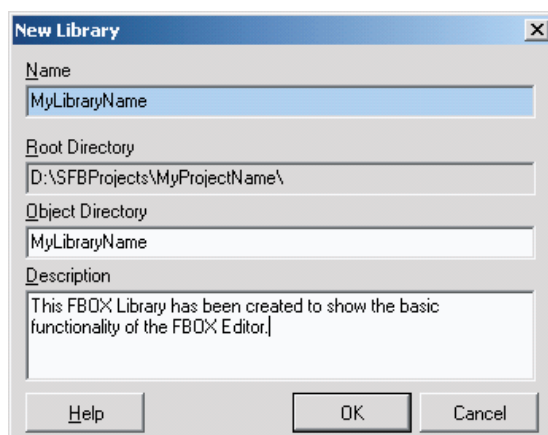 New Library
Name
MyLibraryName
Root Directory
D:\SFBProjects\MyProjectName\
Object Directory
MyLibraryName
Description
This FBOX Library has been created to show the basic
functionality of the FBOX Editor.
Help
OK
Cancel